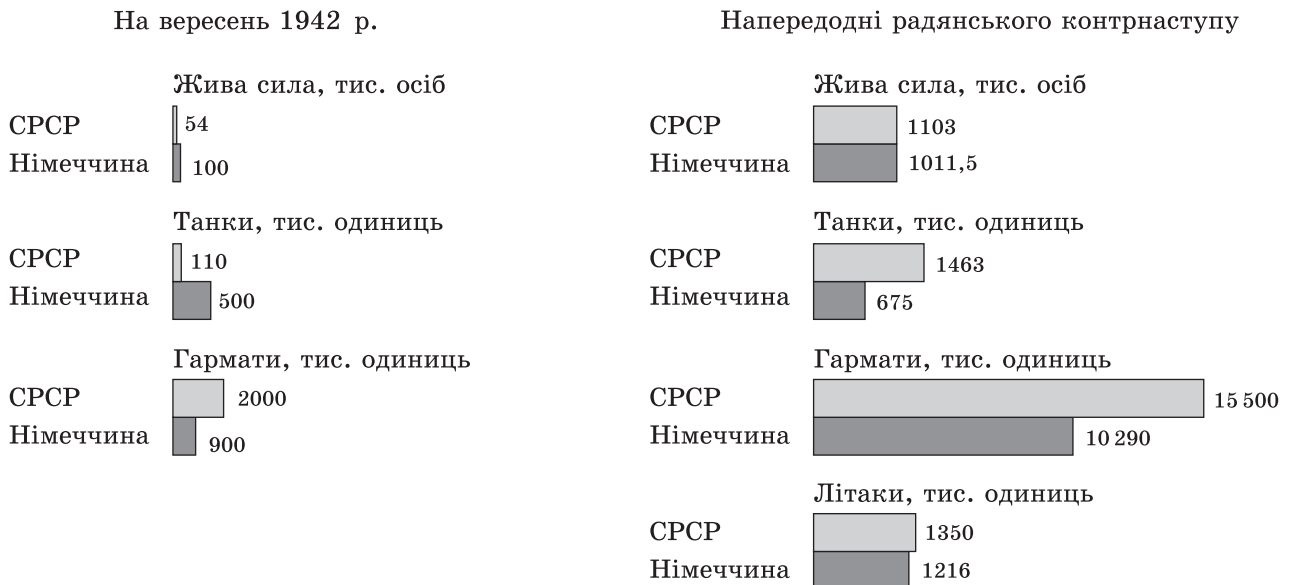 На вересень 1942 р.
Жива сила, тис. осіб
СРСР 54
Німеччина 100
Танки, тис. одиниць
СРСР 110
Німеччина 500
Гармати, тис. одиниць
СРСР 2000
Німеччина 900
Напередодні радянського контрнаступу
Жива сила, тис. осіб
СРСР 1103
Німеччина 1011,5
Танки, тис. одиниць
СРСР 1463
Німеччина 675
Гармати, тис. одиниць
СРСР 15 500
Німеччина 10 290
Літаки, тис. одиниць
СРСР 1350
Німеччина 1216